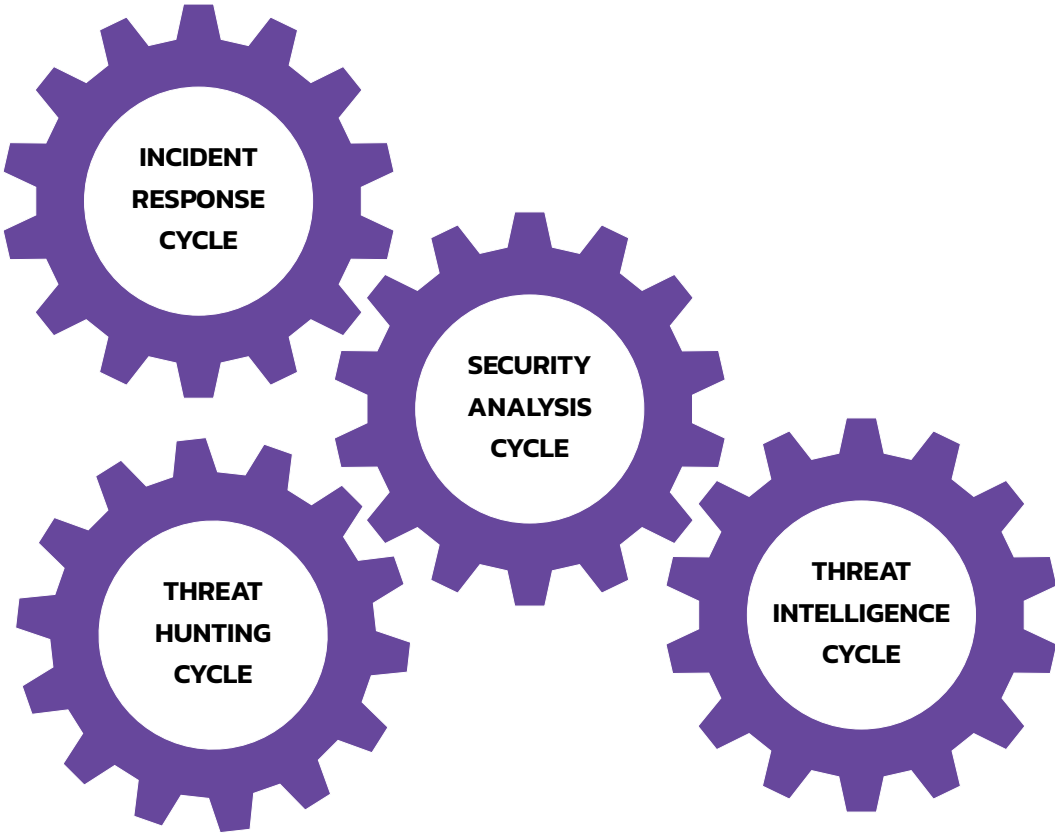 INCIDENT
RESPONSE
CYCLE
SECURITY
ANALYSIS
CYCLE
THREAT
HUNTING
CYCLE
THREAT
INTELLIGENCE
CYCLE